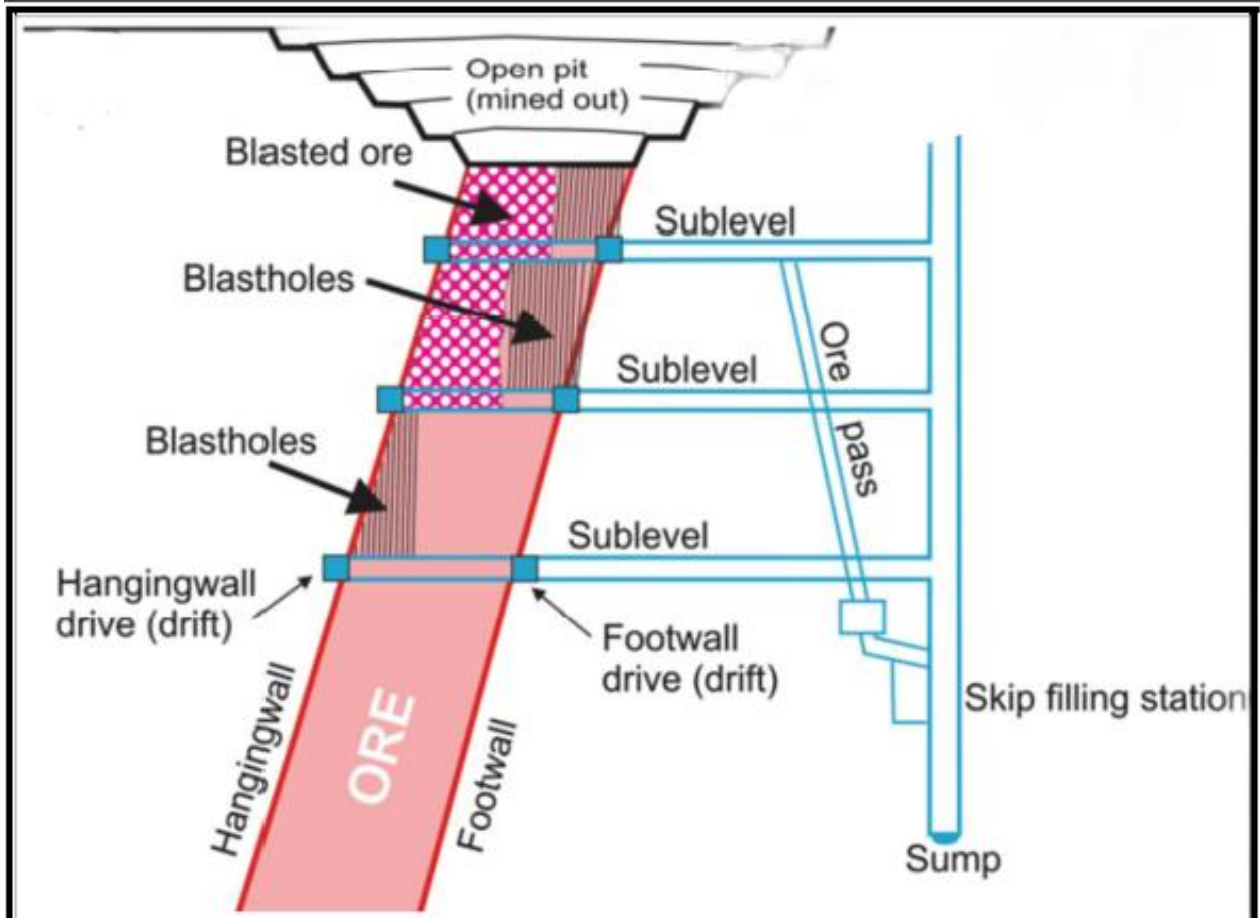 Open pit
(mined out)
Blasted ore
Sublevel
Blastholes
Ore
pass
Sublevel
Blastholes
Sublevel
Hangingwall
drive (drift)
Footwall
drive (drift)
Skip filling station
Hangingwall
ORE
Footwall
Sump